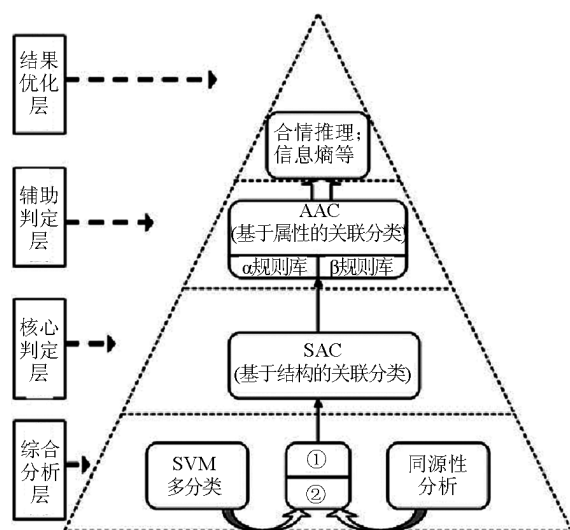 结果
优化
层
合情推理；
信息熵等
辅助
判定
层
AAC
(基于属性的关联分类)
α规则库
β规则库
核心
判定
层
SAC
(基于结构的关联分类)
综合
分析
层
SVM
多分类
①
②
同源性
分析